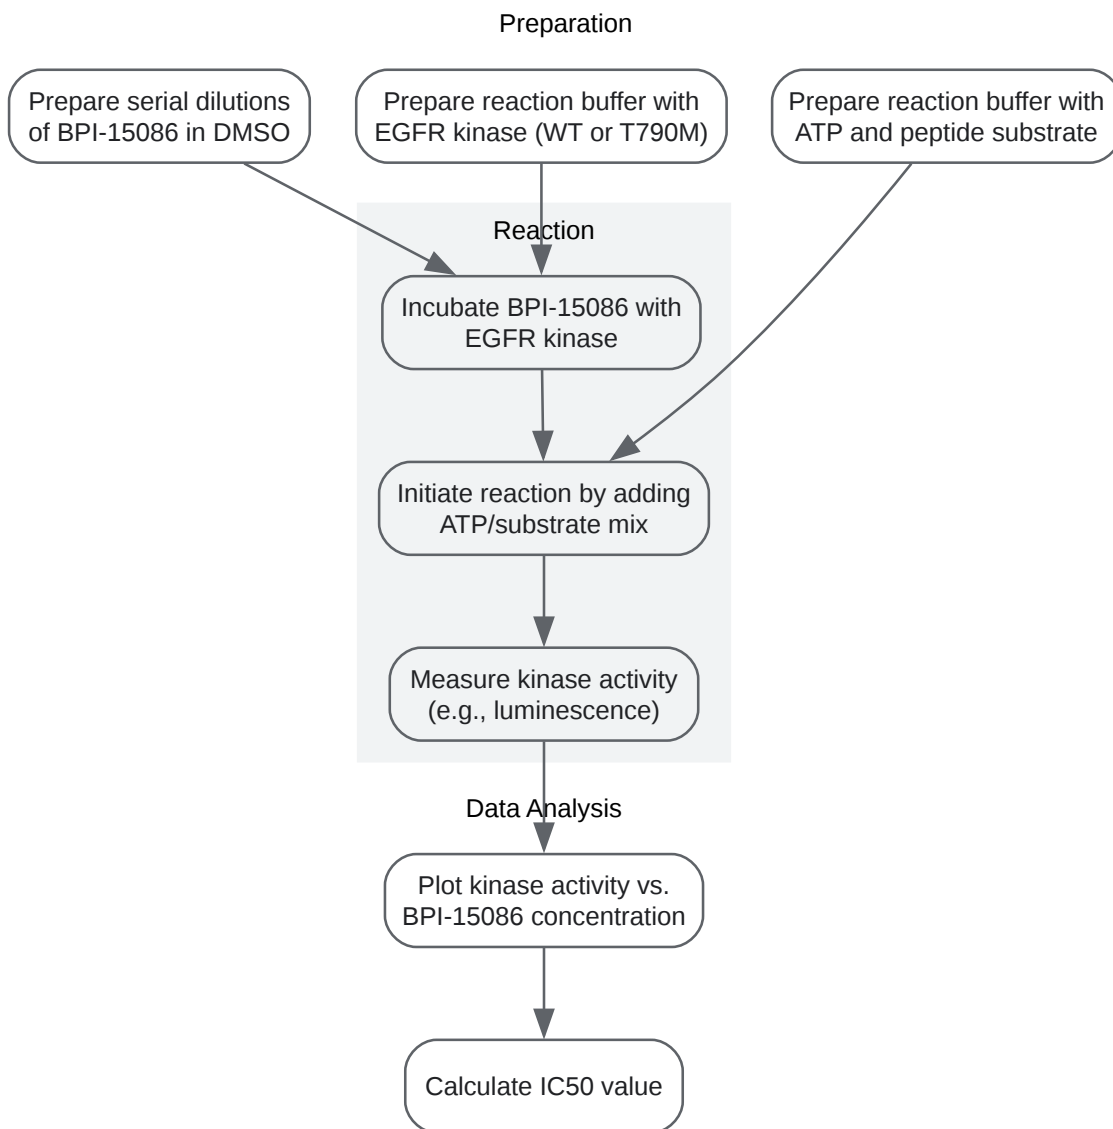 Preparation
Prepare serial dilutions
of BPI-15086 in DMSO
Prepare reaction buffer with
EGFR kinase (WT or T790M)
Prepare reaction buffer with
ATP and peptide substrate
Reaction
Incubate BPI-15086 with
EGFR kinase
Initiate reaction by adding
ATP/substrate mix
Measure kinase activity
(e.g., luminescence)
Data Analysis
Plot kinase activity vs.
BPI-15086 concentration
Calculate IC50 value